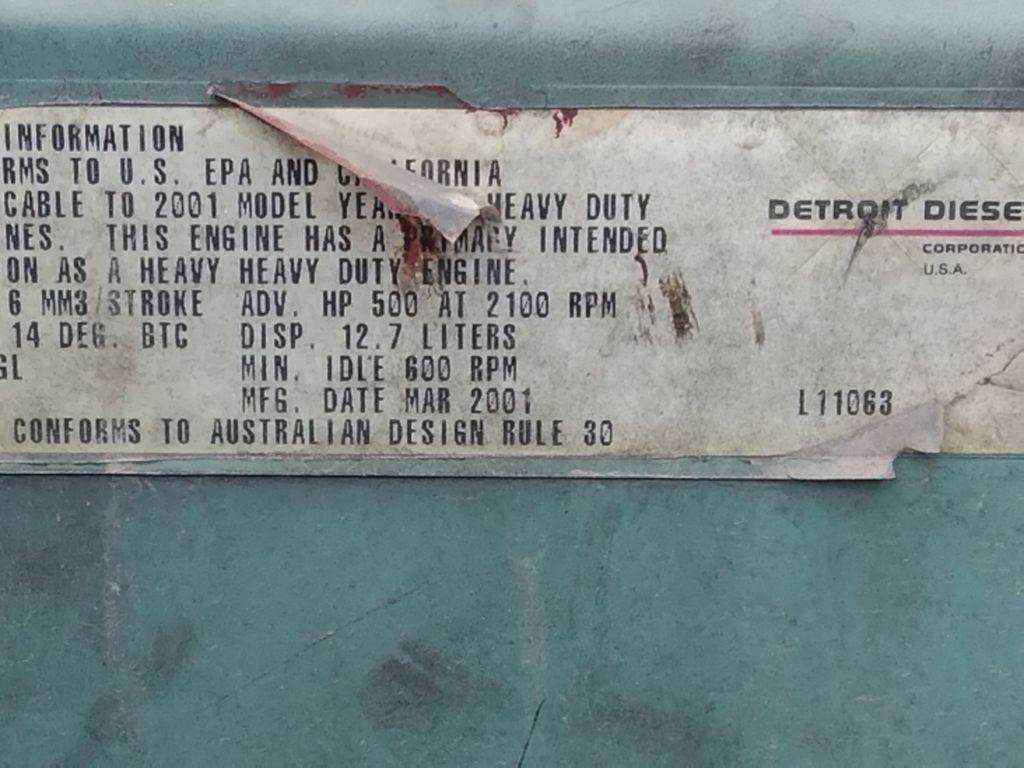 INFORMATION
RMS TO U.S. EPA AND CALIFORNIA
CABLE TO 2001 MODEL YEAR HEAVY DUTY
NES. THIS ENGINE HAS A PRIMARY INTENDED
ON AS A HEAVY HEAVY DUTY ENGINE.
6 MM3/STROKE ADV. HP 500 AT 2100 RPM
14 DEG. BTC DISP. 12.7 LITERS
GL MIN. IDLE 600 RPM
MFG. DATE MAR 2001
CONFORMS TO AUSTRALIAN DESIGN RULE 30
DETROIT DIESE
CORPORATIO
U.S.A.
L11063